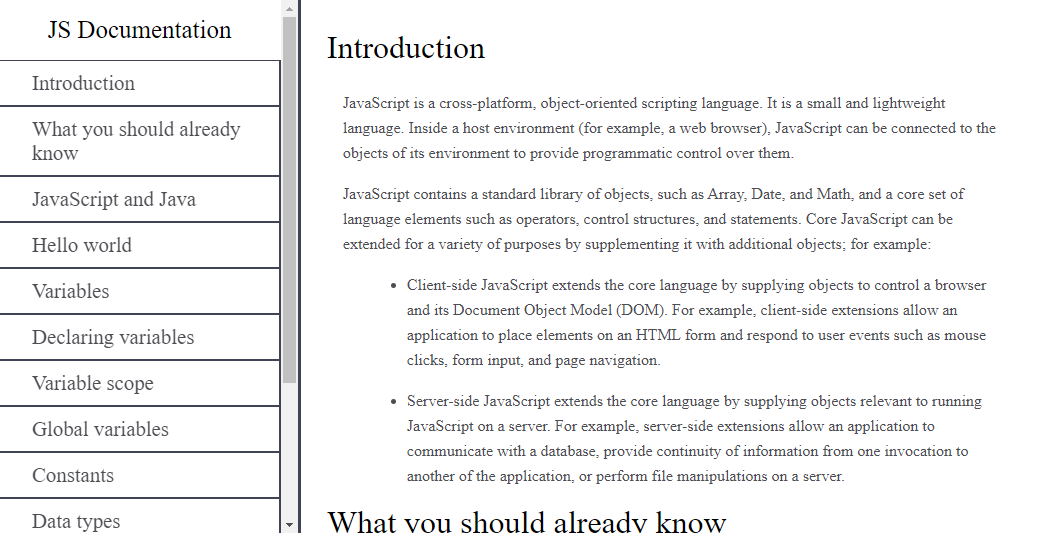 JS Documentation
Introduction
What you should already
know
JavaScript and Java
Hello world
Variables
Declaring variables
Variable scope
Global variables
Constants
Data types
Introduction
JavaScript is a cross-platform, object-oriented scripting language. It is a small and lightweight
language. Inside a host environment (for example, a web browser), JavaScript can be connected to the
objects of its environment to provide programmatic control over them.
JavaScript contains a standard library of objects, such as Array, Date, and Math, and a core set of
language elements such as operators, control structures, and statements. Core JavaScript can be
extended for a variety of purposes by supplementing it with additional objects; for example:
• Client-side JavaScript extends the core language by supplying objects to control a browser
and its Document Object Model (DOM). For example, client-side extensions allow an
application to place elements on an HTML form and respond to user events such as mouse
clicks, form input, and page navigation.
• Server-side JavaScript extends the core language by supplying objects relevant to running
JavaScript on a server. For example, server-side extensions allow an application to
communicate with a database, provide continuity of information from one invocation to
another of the application, or perform file manipulations on a server.
What you should already know